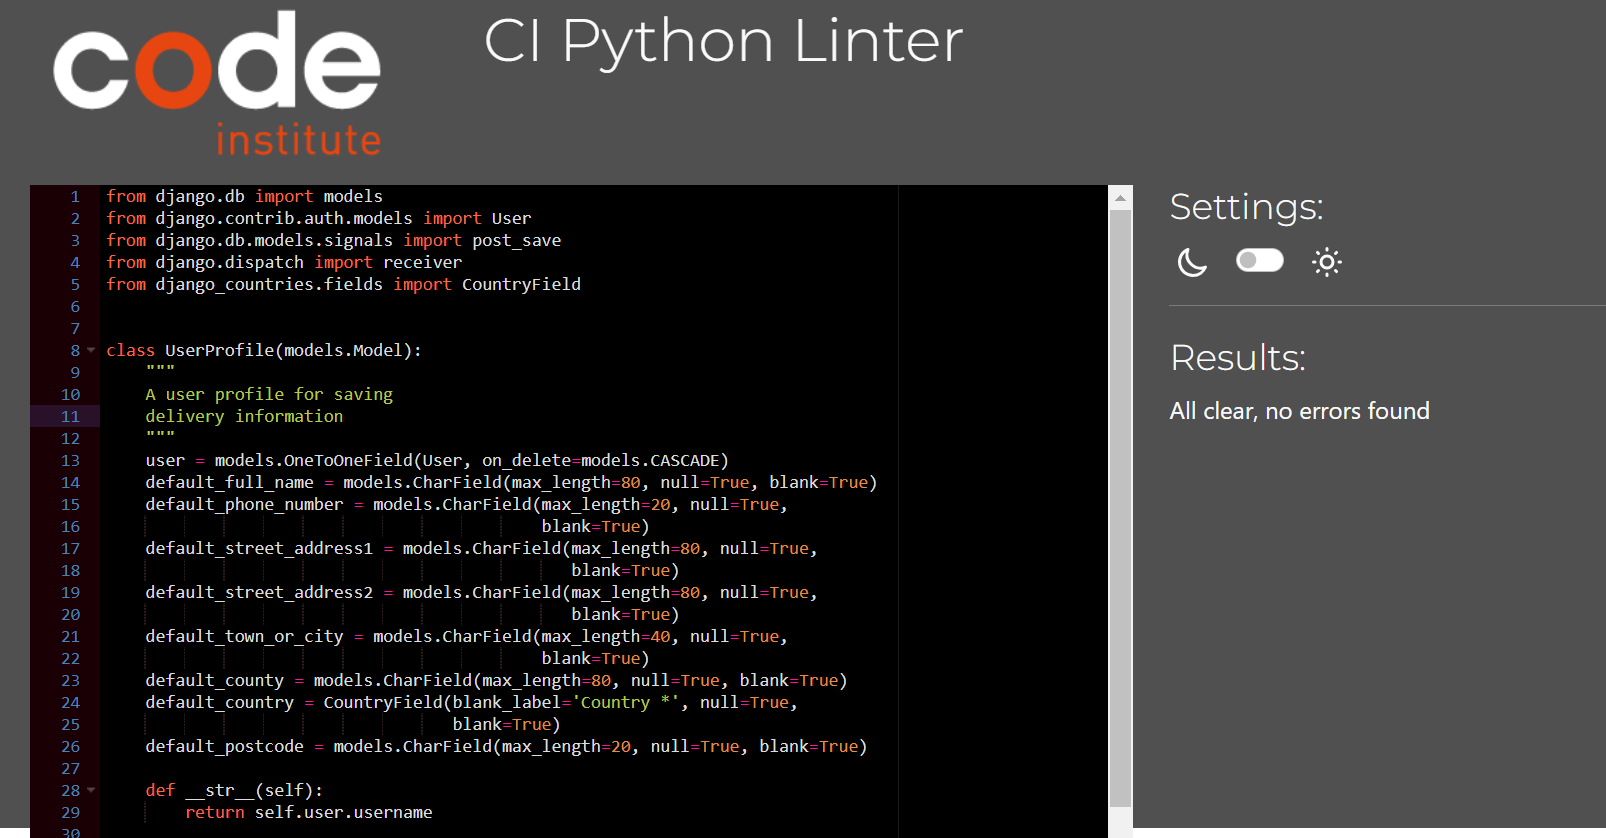 code
institute
CI Python Linter
1 from django.db import models
2 from django.contrib.auth.models import User
3 from django.db.models.signals import post_save
4 from django.dispatch import receiver
5 from django_countries.fields import CountryField
6
7
8 class UserProfile(models.Model):
9 """
10 A user profile for saving
11 delivery information
12 """
13 user = models.OneToOneField(User, on_delete=models.CASCADE)
14 default_full_name = models.CharField(max_length=80, null=True, blank=True)
15 default_phone_number = models.CharField(max_length=20, null=True,
16 blank=True)
17 default_street_address1 = models.CharField(max_length=80, null=True,
18 blank=True)
19 default_street_address2 = models.CharField(max_length=80, null=True,
20 blank=True)
21 default_town_or_city = models.CharField(max_length=40, null=True,
22 blank=True)
23 default_county = models.CharField(max_length=80, null=True, blank=True)
24 default_country = CountryField(blank_label='Country *', null=True,
25 blank=True)
26 default_postcode = models.CharField(max_length=20, null=True, blank=True)
27
28 def __str__(self):
29 return self.user.username
30
Settings:
Results:
All clear, no errors found